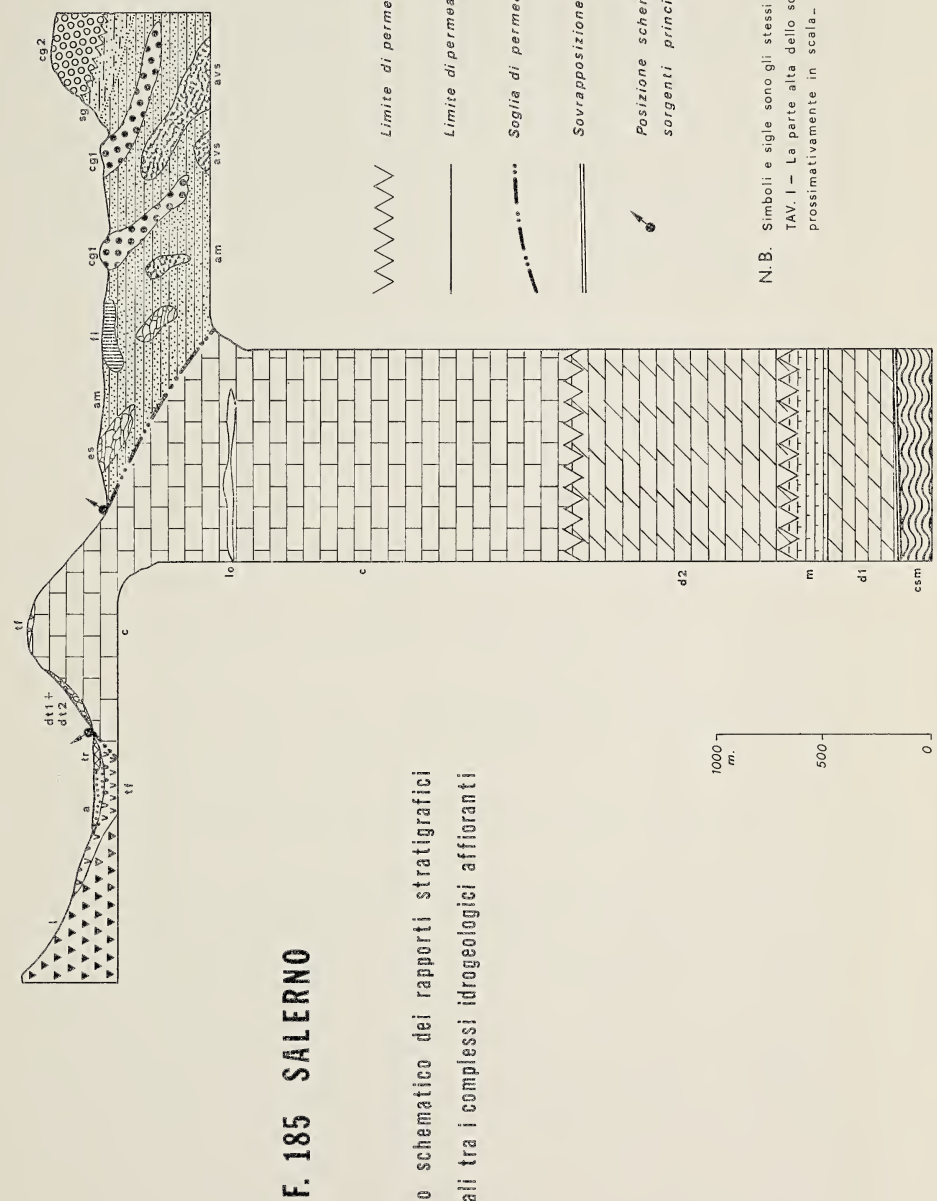 F. 185 SALERNO
o schematico dei rapporti stratigrafici
ali tra i complessi idrogeologici affioranti
l
a
tr
tf
dt1+
dt2
tf
c
es
am
fl
cg1
cg1
sg
cg2
am
avs
avs
lo
c
d2
m
d1
csm
1000
m.
500
0
Limite di perme
Limite di permea
Soglia di permea
Sovrapposizione
Posizione schem
sorgenti princi
N.B. Simboli e sigle sono gli stessi
TAV. I – La parte alta dello sc
prossimativamente in scala-